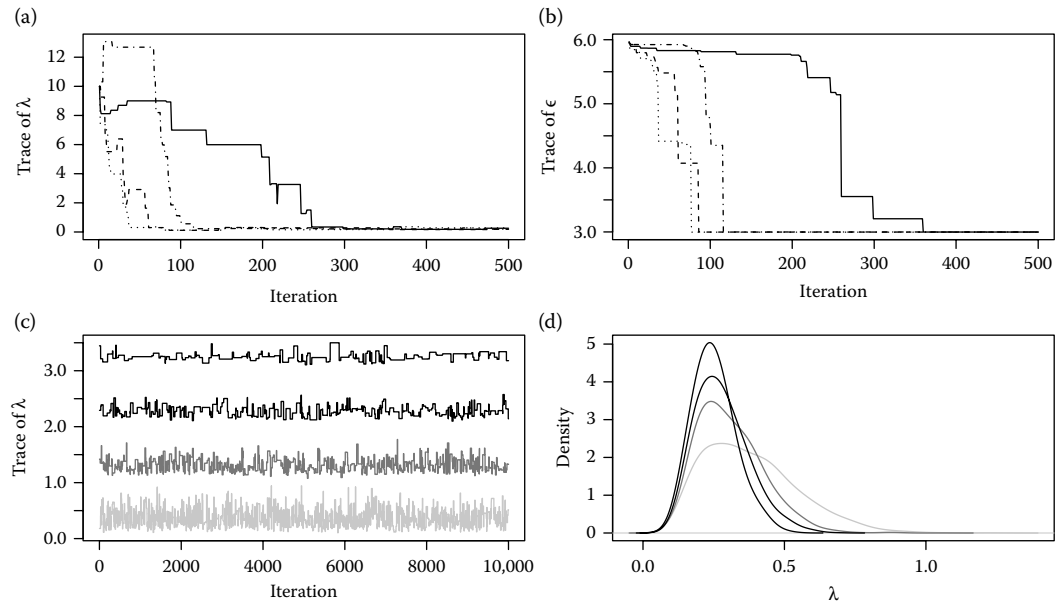 (a)
Trace of λ
12
10
8
6
4
2
0
0 100 200 300 400 500
Iteration
(b)
Trace of ϵ
6.0
5.0
4.0
3.0
0 100 200 300 400 500
Iteration
(c)
Trace of λ
3.0
2.0
1.0
0.0
0 2000 4000 6000 8000 10,000
Iteration
(d)
Density
5
4
3
2
1
0
0.0 0.5 1.0
λ